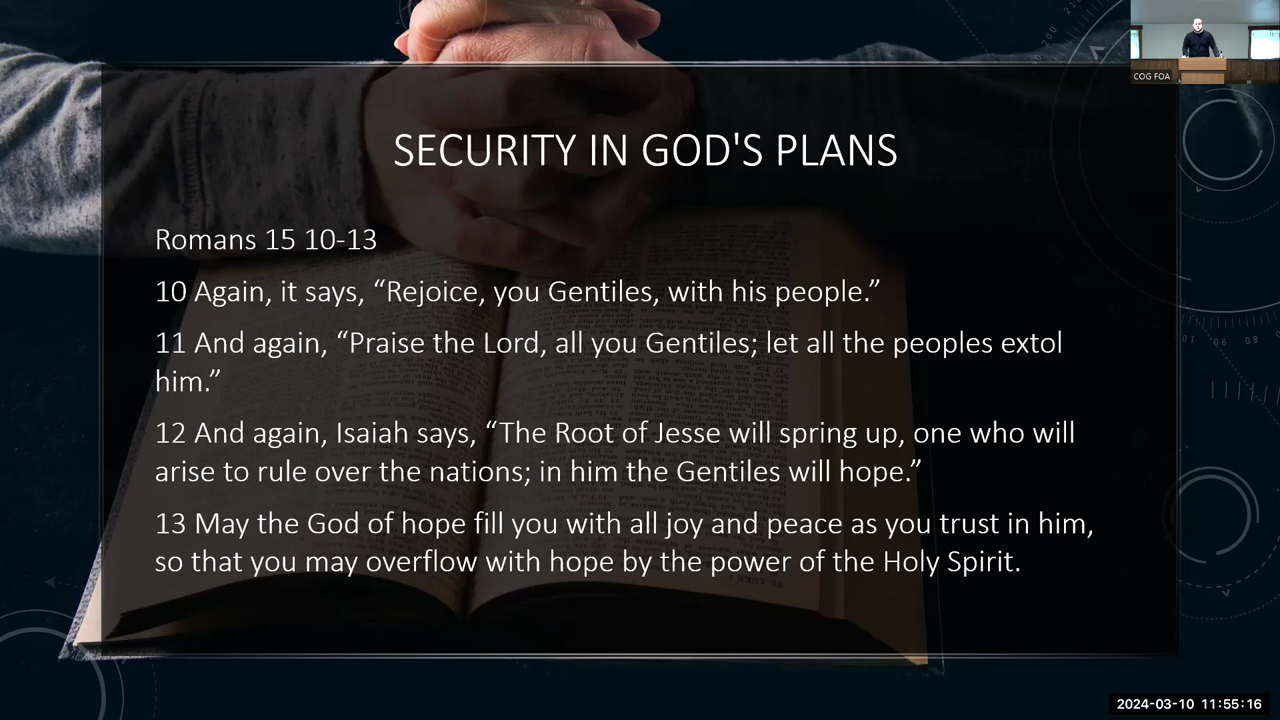 COG FOA
SECURITY IN GOD'S PLANS
Romans 15 10-13
10 Again, it says, “Rejoice, you Gentiles, with his people.”
11 And again, “Praise the Lord, all you Gentiles; let all the peoples extol
him.”
12 And again, Isaiah says, “The Root of Jesse will spring up, one who will
arise to rule over the nations; in him the Gentiles will hope.”
13 May the God of hope fill you with all joy and peace as you trust in him,
so that you may overflow with hope by the power of the Holy Spirit.
2024-03-10 11:55:16